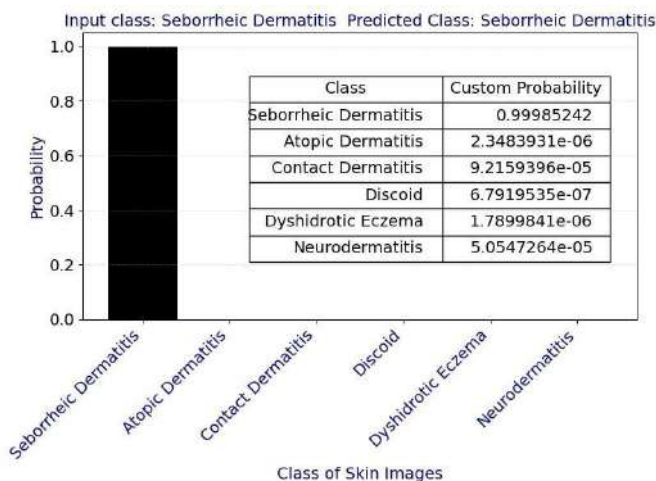 Input class: Seborrheic Dermatitis Predicted Class: Seborrheic Dermatitis
1.0
0.8
0.6
0.4
0.2
0.0
Probability
Class Custom Probability
Seborrheic Dermatitis 0.99985242
Atopic Dermatitis 2.3483931e-06
Contact Dermatitis 9.2159396e-05
Discoid 6.7919535e-07
Dyshidrotic Eczema 1.7899841e-06
Neurodermatitis 5.0547264e-05
Seborrheic Dermatitis
Atopic Dermatitis
Contact Dermatitis
Discoid
Dyshidrotic Eczema
Neurodermatitis
Class of Skin Images